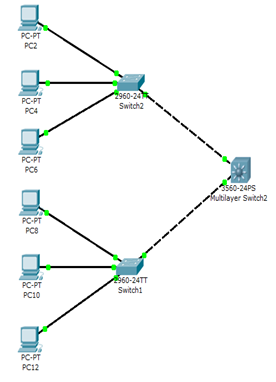 PC-PT
PC2
PC-PT
PC4
2960-24TT
Switch2
PC-PT
PC6
3560-24PS
Multilayer Switch2
PC-PT
PC8
PC-PT
PC10
2960-24TT
Switch1
PC-PT
PC12